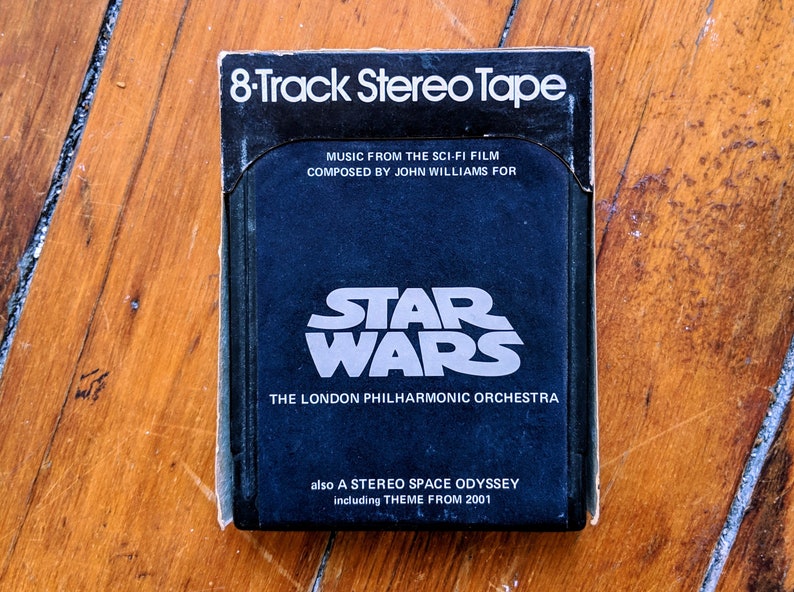 8·Track Stereo Tape
MUSIC FROM THE SCI-FI FILM
COMPOSED BY JOHN WILLIAMS FOR
STAR
WARS
THE LONDON PHILHARMONIC ORCHESTRA
also A STEREO SPACE ODYSSEY
including THEME FROM 2001